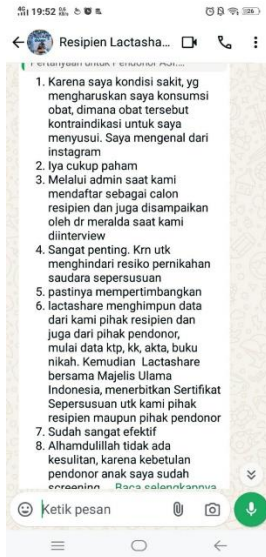 19:52
Resipien Lactasha...
Pertanyaan untuk Pendonor ASI:...
1. Karena saya kondisi sakit, yg
mengharuskan saya konsumsi
obat, dimana obat tersebut
kontraindikasi untuk saya
menyusui. Saya mengenal dari
instagram
2. Iya cukup paham
3. Melalui admin saat kami
mendaftar sebagai calon
resipien dan juga disampaikan
oleh dr meralda saat kami
diinterview
4. Sangat penting. Krn utk
menghindari resiko pernikahan
saudara sepersusuan
5. pastinya mempertimbangkan
6. lactashare menghimpun data
dari kami pihak resipien dan
juga dari pihak pendonor,
mulai data ktp, kk, akta, buku
nikah. Kemudian Lactashare
bersama Majelis Ulama
Indonesia, menerbitkan Sertifikat
Sepersusuan utk kami pihak
resipien maupun pihak pendonor
7. Sudah sangat efektif
8. Alhamdulillah tidak ada
kesulitan, karena kebetulan
pendonor anak saya sudah
screening... Baca selengkapnya
Ketik pesan